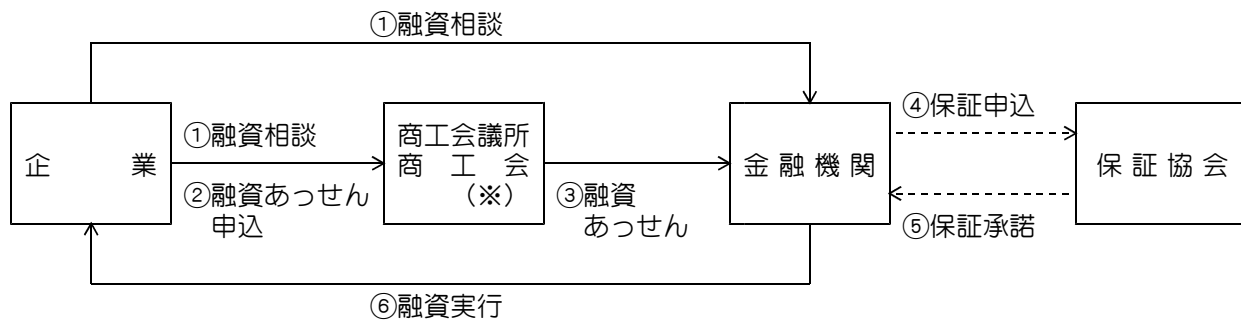 ①融資相談
企業
①融資相談
②融資あっせん
申込
商工会議所
商工会
（※）
③融資
あっせん
金融機関
④保証申込
⑤保証承諾
保証協会
⑥融資実行